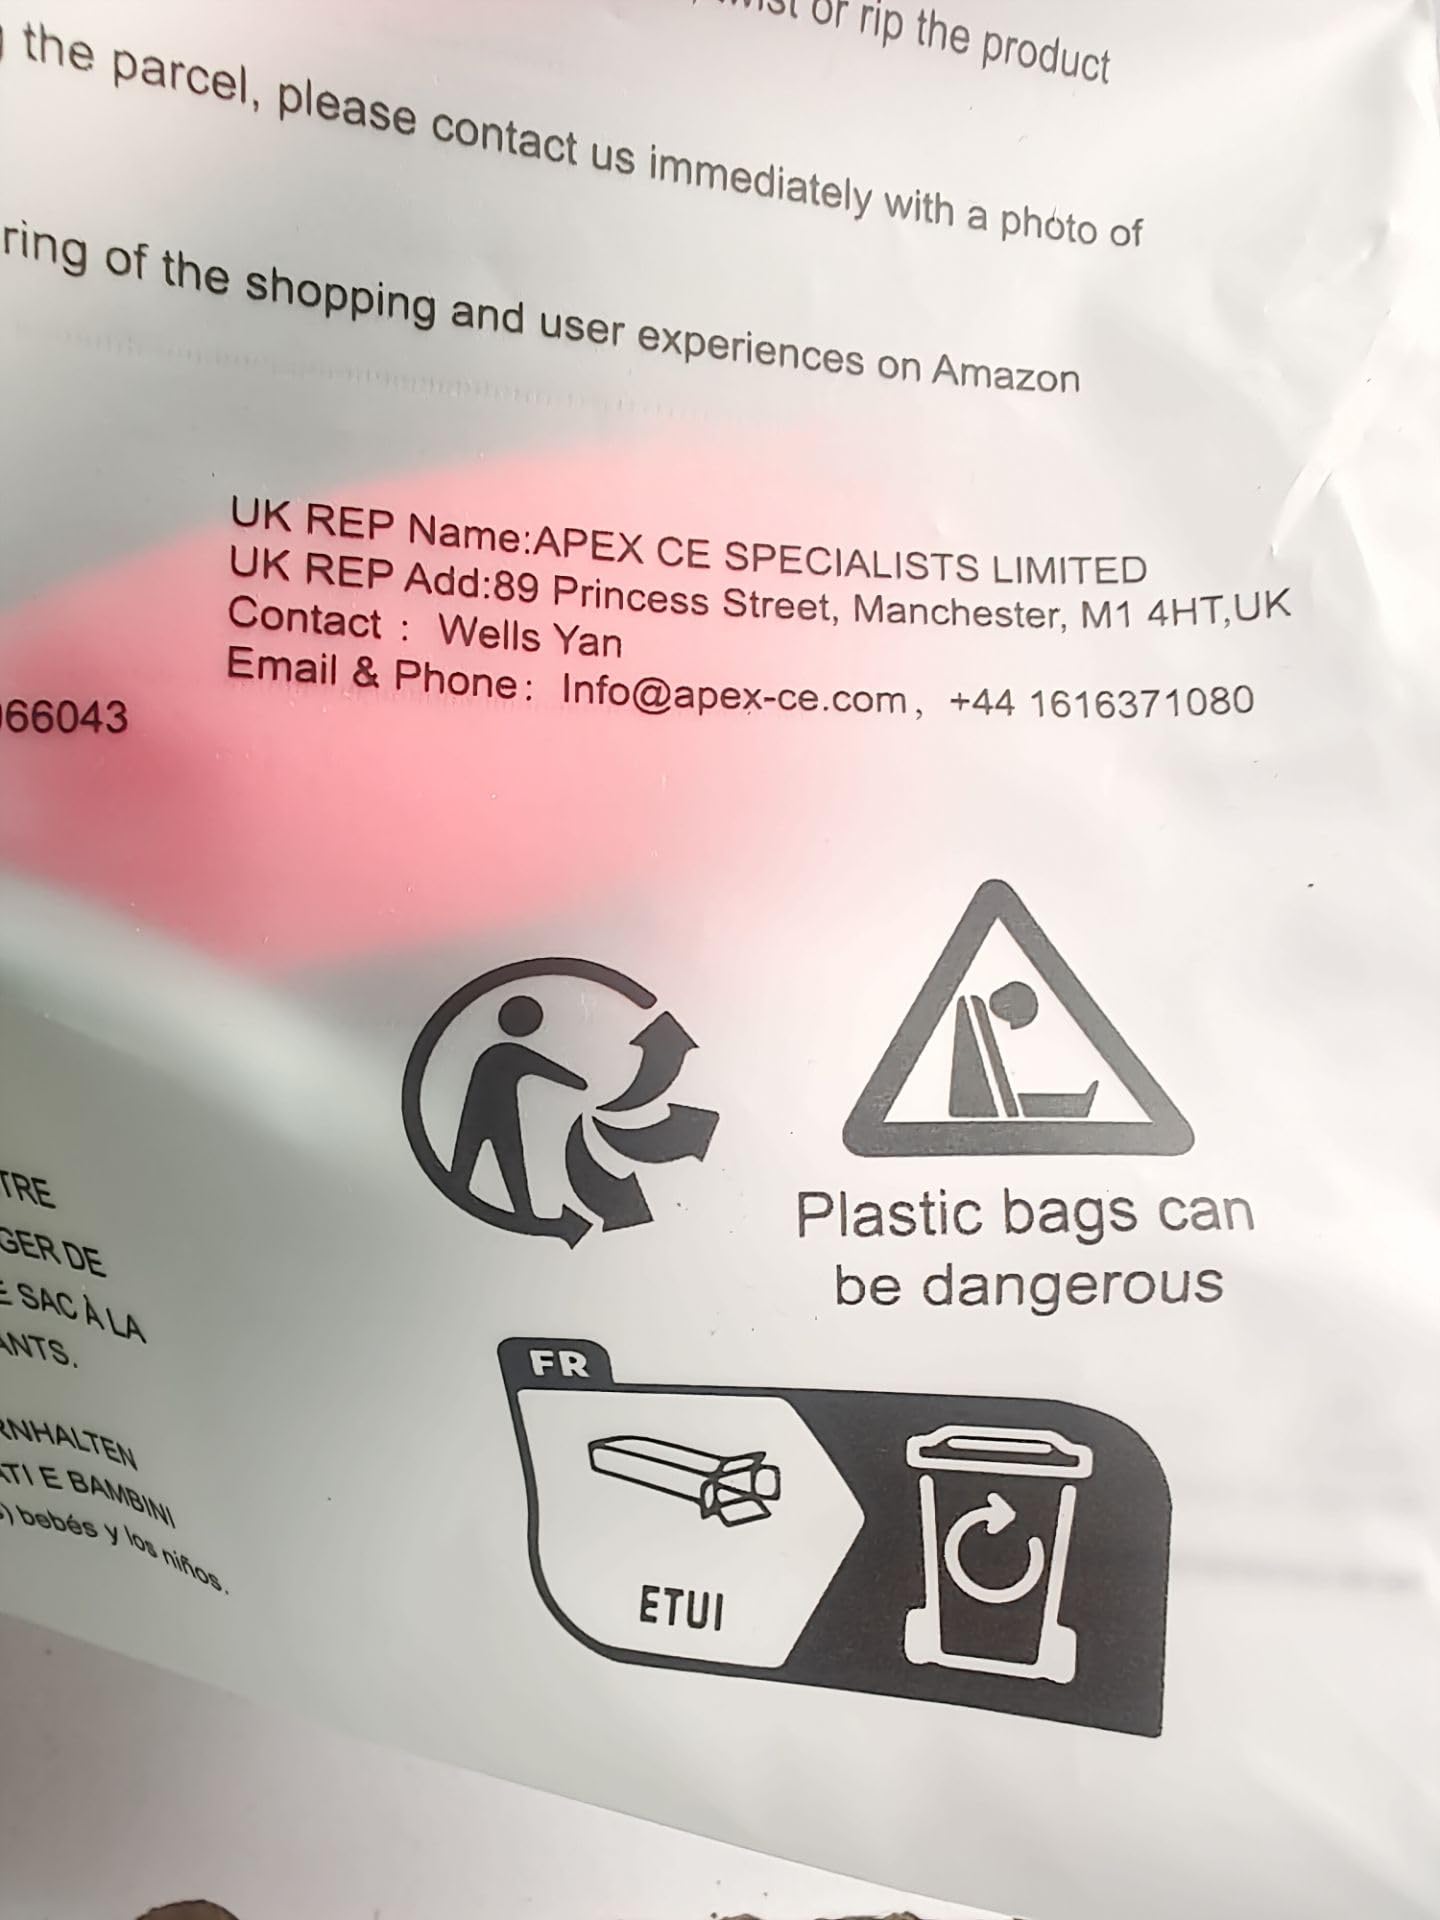 or rip the product
the parcel, please contact us immediately with a photo of
ring of the shopping and user experiences on Amazon
UK REP Name:APEX CE SPECIALISTS LIMITED
UK REP Add:89 Princess Street, Manchester, M1 4HT,UK
Contact : Wells Yan
Email & Phone: Info@apex-ce.com, +44 1616371080
66043
Plastic bags can
be dangerous
TRE
GER DE
E SAC À LA
ANTS.
RNHALTEN
ATI E BAMBINI
) bebés y los niños.
FR
ETUI